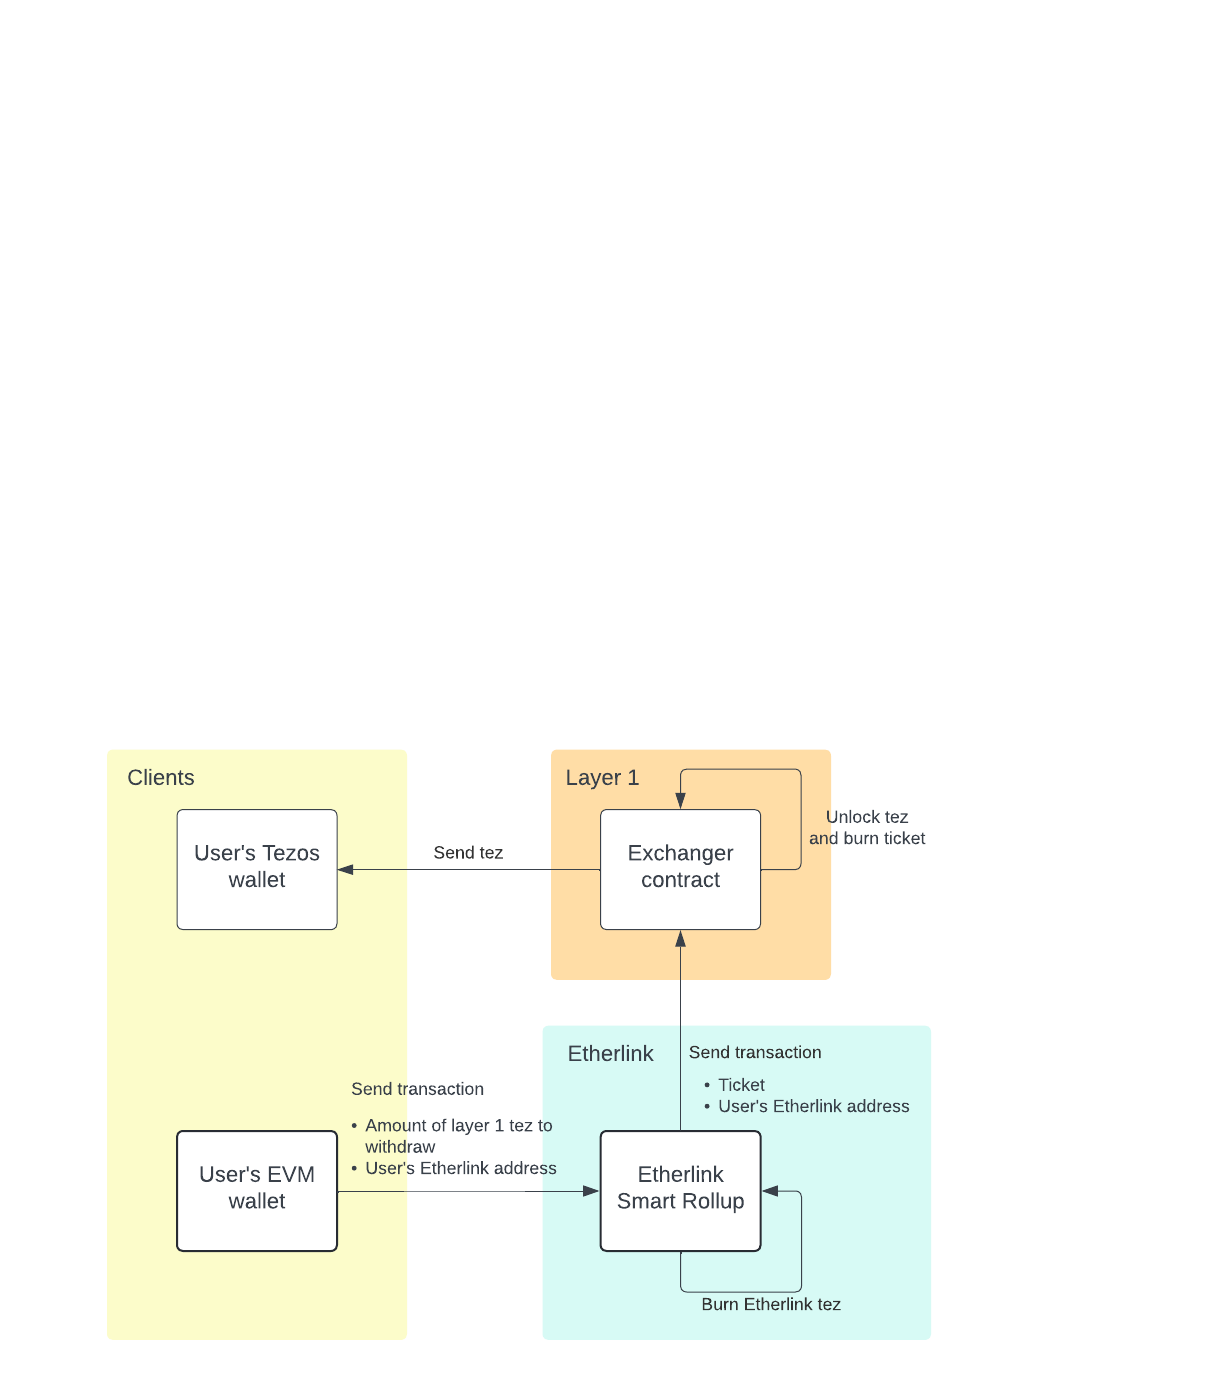 Clients
Layer 1
User's Tezos
wallet
Send tez
Exchanger
contract
Unlock tez
and burn ticket
Etherlink
Send transaction
• Ticket
• User's Etherlink address
Send transaction
• Amount of layer 1 tez to
withdraw
• User's Etherlink address
User's EVM
wallet
Etherlink
Smart Rollup
Burn Etherlink tez